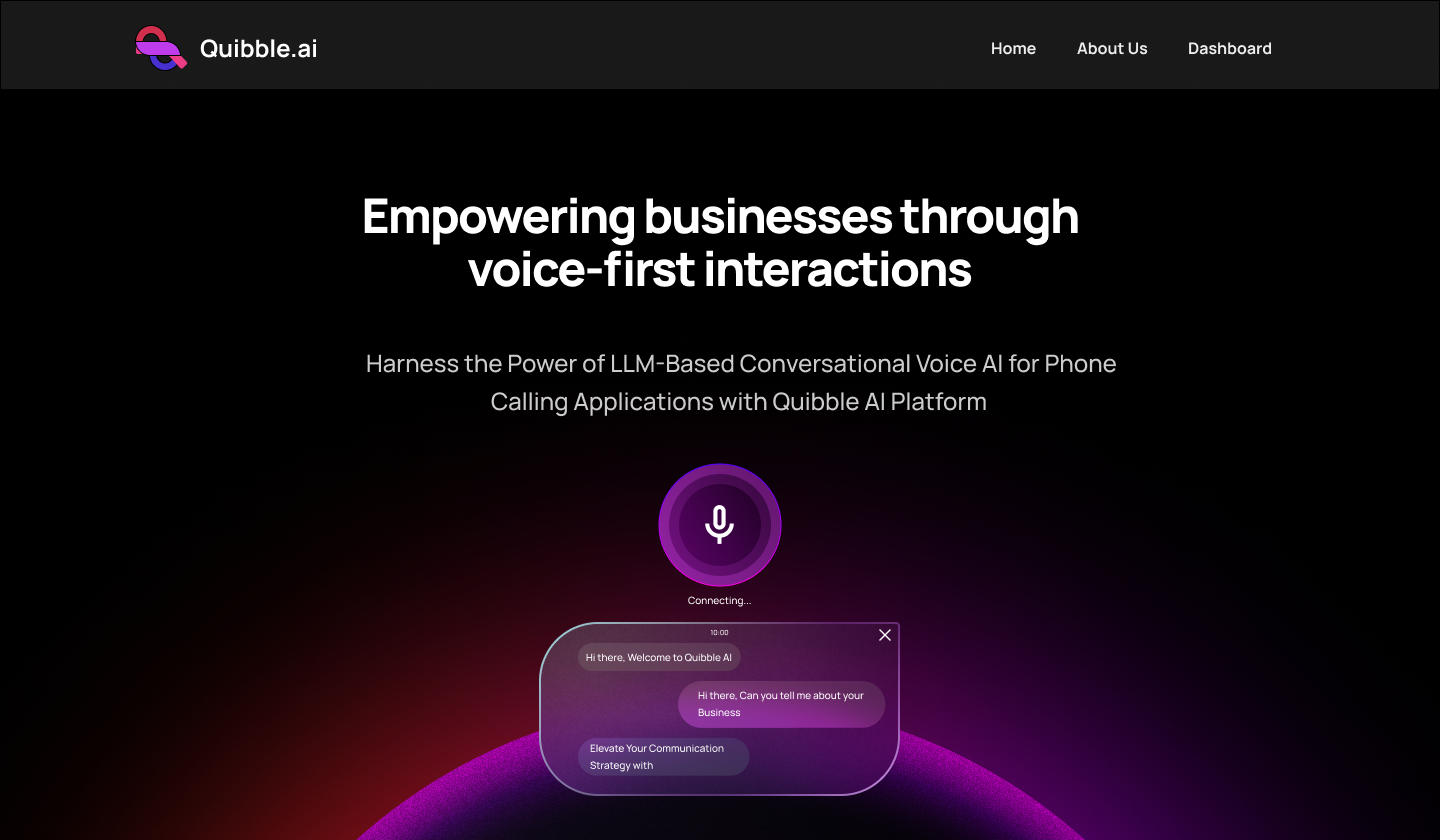 Quibble.ai
Home About Us Dashboard
Empowering businesses through
voice-first interactions
Harness the Power of LLM-Based Conversational Voice AI for Phone
Calling Applications with Quibble AI Platform
Connecting...
10:00
Hi there, Welcome to Quibble AI
Hi there, Can you tell me about your
Business
Elevate Your Communication
Strategy with